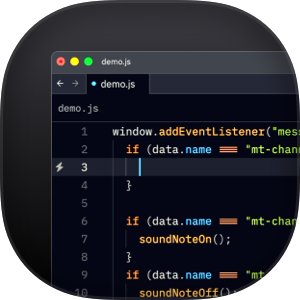 demo.js
demo.js
demo.js
1 window.addEventListener("mess
2 if (data.name === "mt-chan
3
4 }
5
6 if (data.name === "mt-chan
7 soundNoteOn();
8 }
9 if (data.name === "mt-chan
10 soundNoteOff();